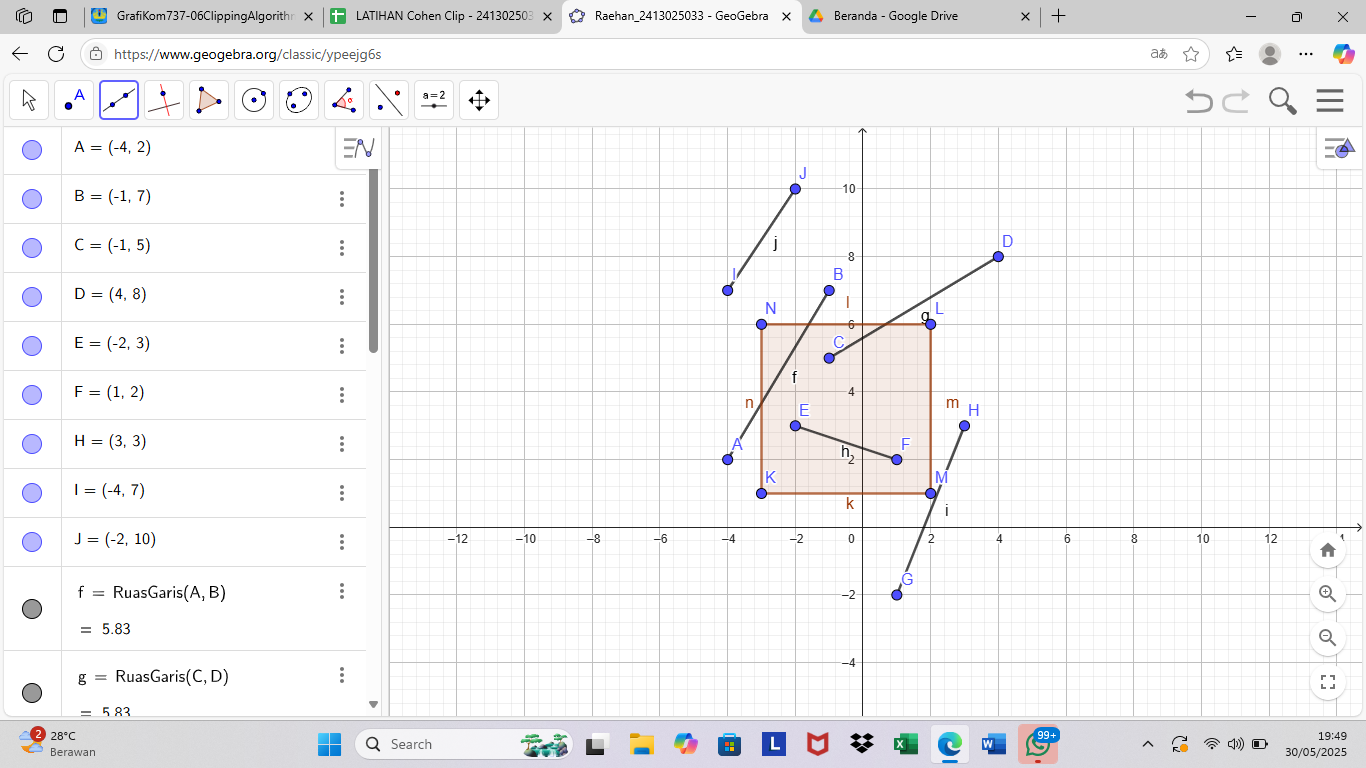 GrafiKom737-06ClippingAlgorithm
LATIHAN Cohen Clip - 2413025033
Raehan_2413025033 - GeoGebra
Beranda - Google Drive
https://www.geogebra.org/classic/ypeejg6s
A
a=2
A = (-4, 2)
B = (-1, 7)
C = (-1, 5)
D = (4, 8)
E = (-2, 3)
F = (1, 2)
H = (3, 3)
I = (-4, 7)
J = (-2, 10)
f = RuasGaris(A, B)
= 5.83
g = RuasGaris(C, D)
= 5.83
J
10
j
D
8
I
B
l
N
g
L
6
C
f
4
n
m
E
H
A
h
F
2
K
M
k
i
-12
-10
-8
-6
-4
-2
0
2
4
6
8
10
12
14
G
-2
-4
2
28°C
Berawan
Search
L
99+
19:49
30/05/2025